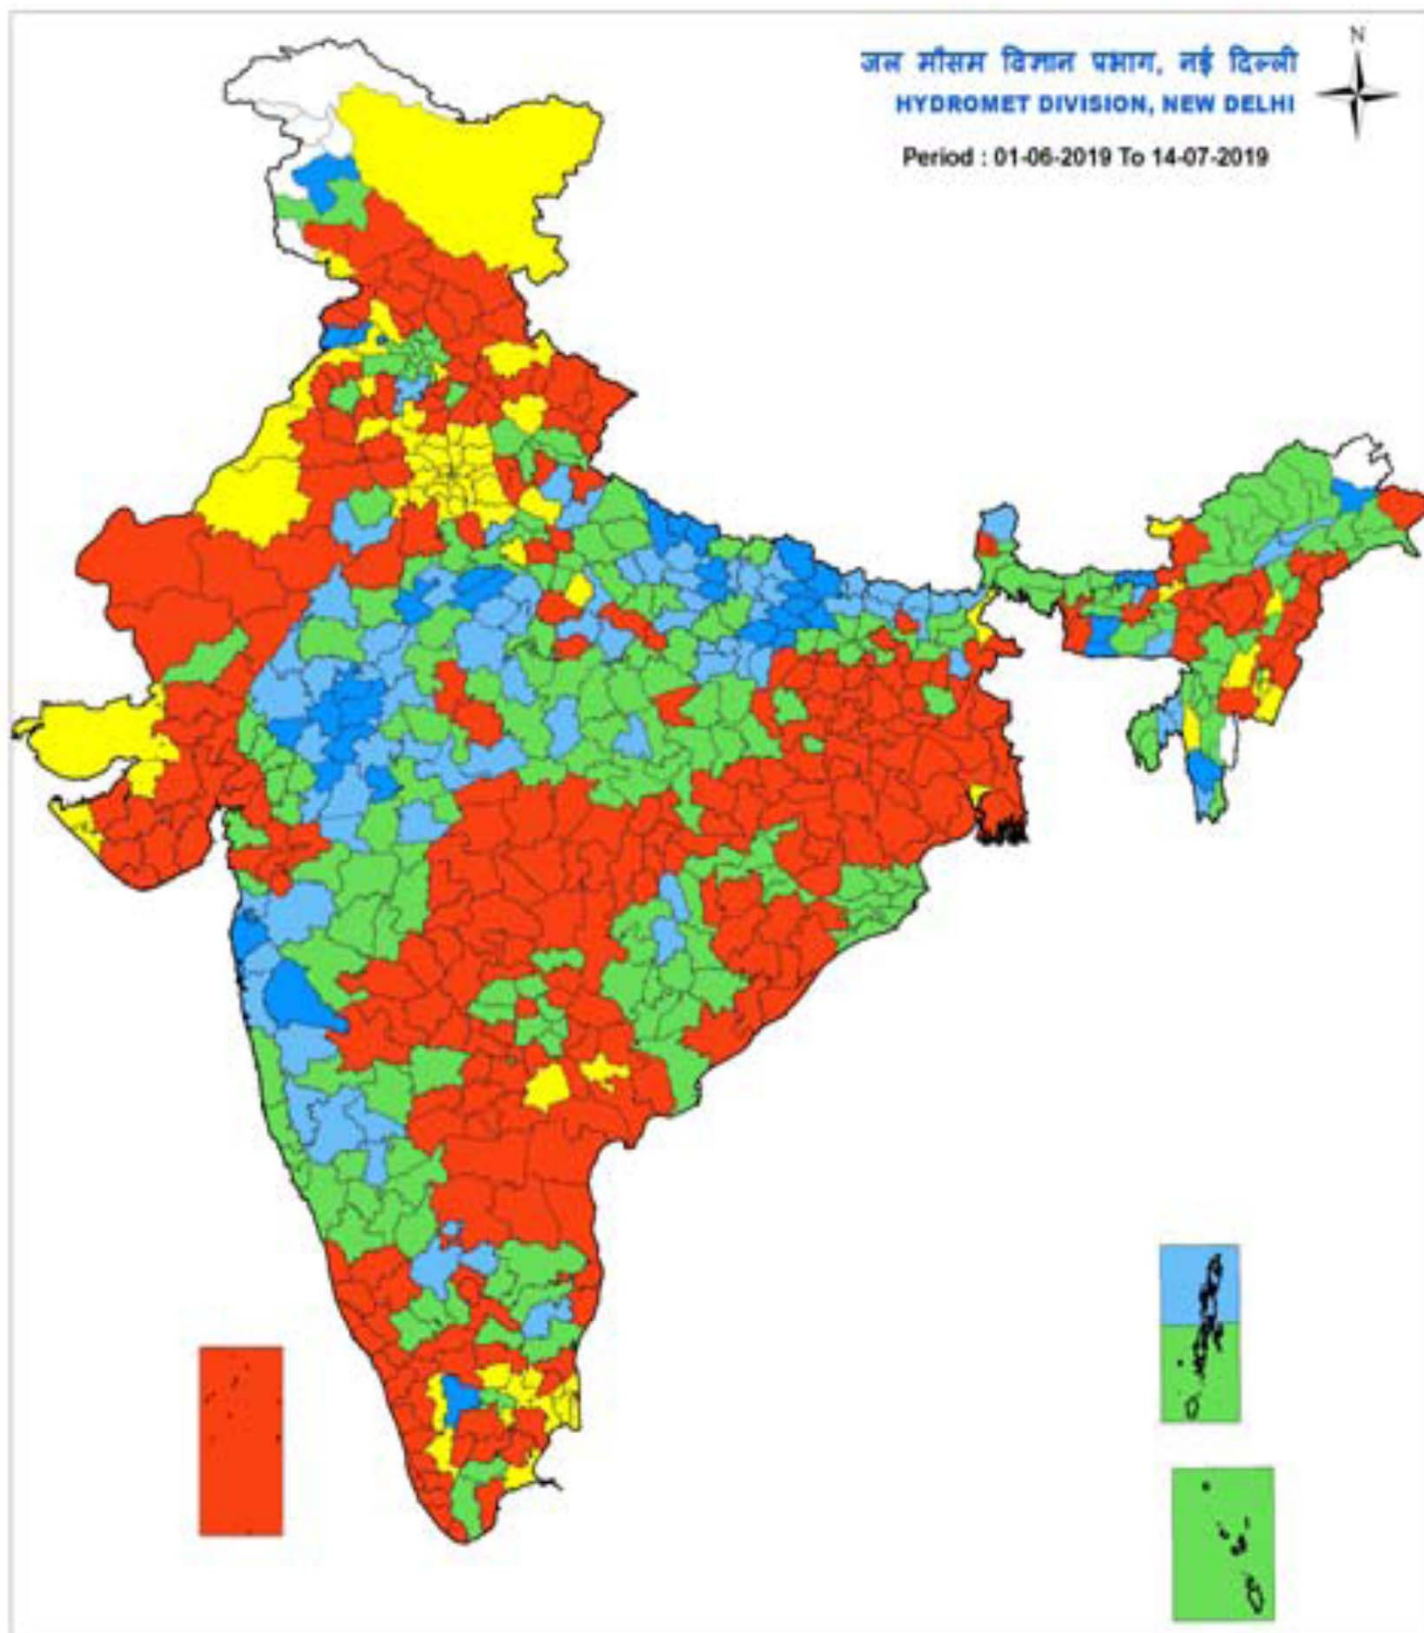 जल मौसम विज्ञान प्रभाग, नई दिल्ली
N
HYDROMET DIVISION, NEW DELHI
Period : 01-06-2019 To 14-07-2019